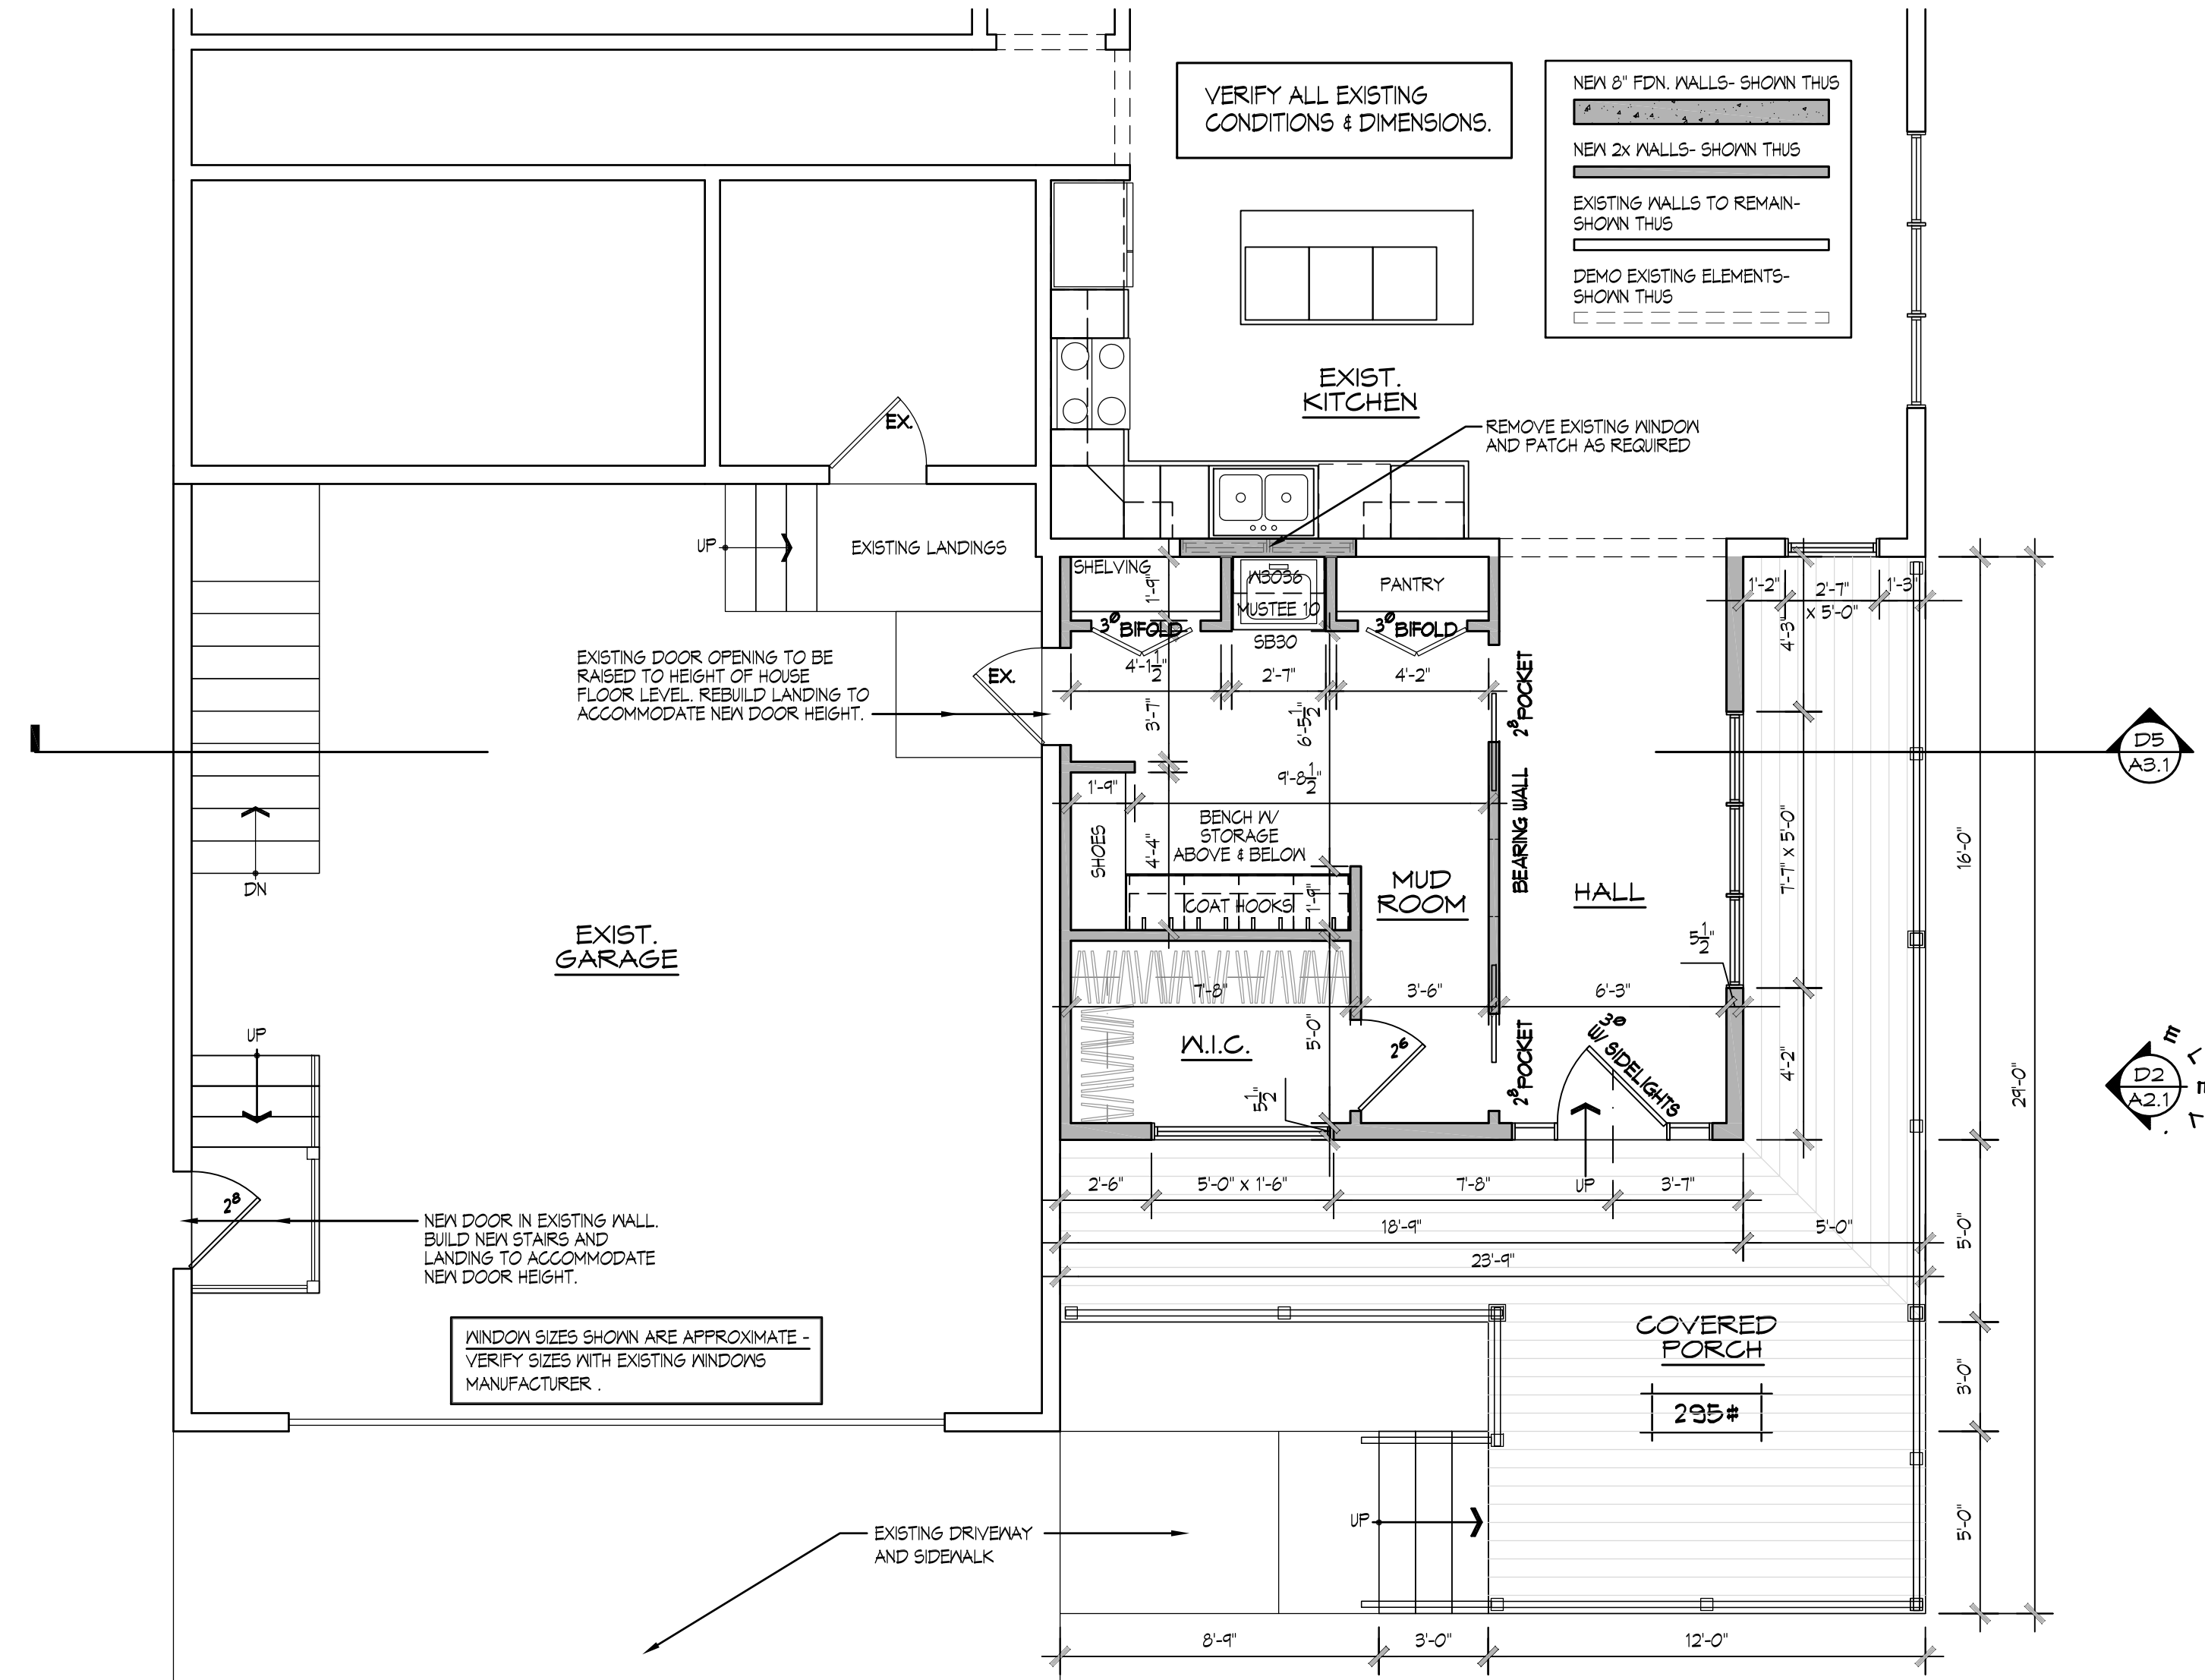 VERIFY ALL EXISTING
CONDITIONS & DIMENSIONS.
NEW 8" FDN. WALLS- SHOWN THUS
NEW 2x WALLS- SHOWN THUS
EXISTING WALLS TO REMAIN-
SHOWN THUS
DEMO EXISTING ELEMENTS-
SHOWN THUS
EXIST.
KITCHEN
REMOVE EXISTING WINDOW
AND PATCH AS REQUIRED
EX.
UP
EXISTING LANDINGS
SHELVING
1'-9"
W3036
MUSTEE 10
SB30
PANTRY
3⁰ BIFOLD
3⁰ BIFOLD
1'-2"
2'-7"
x 5'-0"
1'-3"
4'-3"
EXISTING DOOR OPENING TO BE
RAISED TO HEIGHT OF HOUSE
FLOOR LEVEL. REBUILD LANDING TO
ACCOMMODATE NEW DOOR HEIGHT.
EX.
4'-1½"
2'-7"
4'-2"
3'-7"
6'-5½"
2⁸ POCKET
9'-8½"
1'-9"
BENCH W/
STORAGE
ABOVE & BELOW
SHOES
4'-4"
COAT HOOKS
1'-9"
MUD
ROOM
BEARING WALL
HALL
7'-7" x 5'-0"
16'-0"
D5
A3.1
DN
EXIST.
GARAGE
5½"
7'-8"
3'-6"
6'-3"
UP
W.I.C.
5'-0"
2⁶
2⁸ POCKET
3⁰
W/ SIDELIGHTS
4'-2"
29'-0"
D2
A2.1
E
L
E
V
.
5½"
2⁸
NEW DOOR IN EXISTING WALL.
BUILD NEW STAIRS AND
LANDING TO ACCOMMODATE
NEW DOOR HEIGHT.
2'-6"
5'-0" x 1'-6"
7'-8"
UP
3'-7"
18'-9"
5'-0"
23'-9"
5'-0"
WINDOW SIZES SHOWN ARE APPROXIMATE -
VERIFY SIZES WITH EXISTING WINDOWS
MANUFACTURER .
COVERED
PORCH
295#
3'-0"
EXISTING DRIVEWAY
AND SIDEWALK
UP
5'-0"
8'-9"
3'-0"
12'-0"